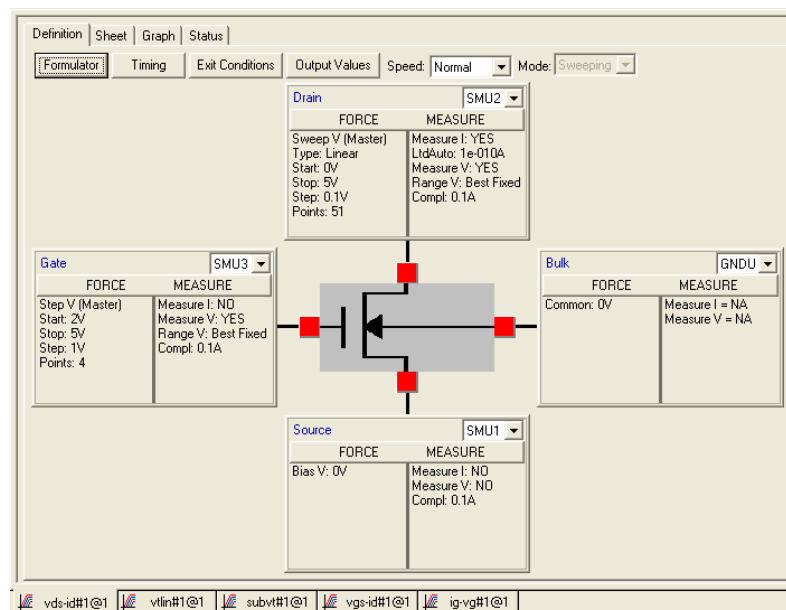 Definition Sheet Graph Status
Formulator Timing Exit Conditions Output Values Speed: Normal Mode: Sweeping
Drain SMU2
FORCE MEASURE
Sweep V (Master) Measure I: YES
Type: Linear LtdAuto: 1e-010A
Start: 0V Measure V: YES
Stop: 5V Range V: Best Fixed
Step: 0.1V Compl: 0.1A
Points: 51
Gate SMU3
FORCE MEASURE
Step V (Master) Measure I: NO
Start: 2V Measure V: YES
Stop: 5V Range V: Best Fixed
Step: 1V Compl: 0.1A
Points: 4
Bulk GNDU
FORCE MEASURE
Common: 0V Measure I = NA
Measure V = NA
Source SMU1
FORCE MEASURE
Bias V: 0V Measure I: NO
Measure V: NO
Compl: 0.1A
vds-id#1@1 vtlin#1@1 subvt#1@1 vgs-id#1@1 ig-vg#1@1